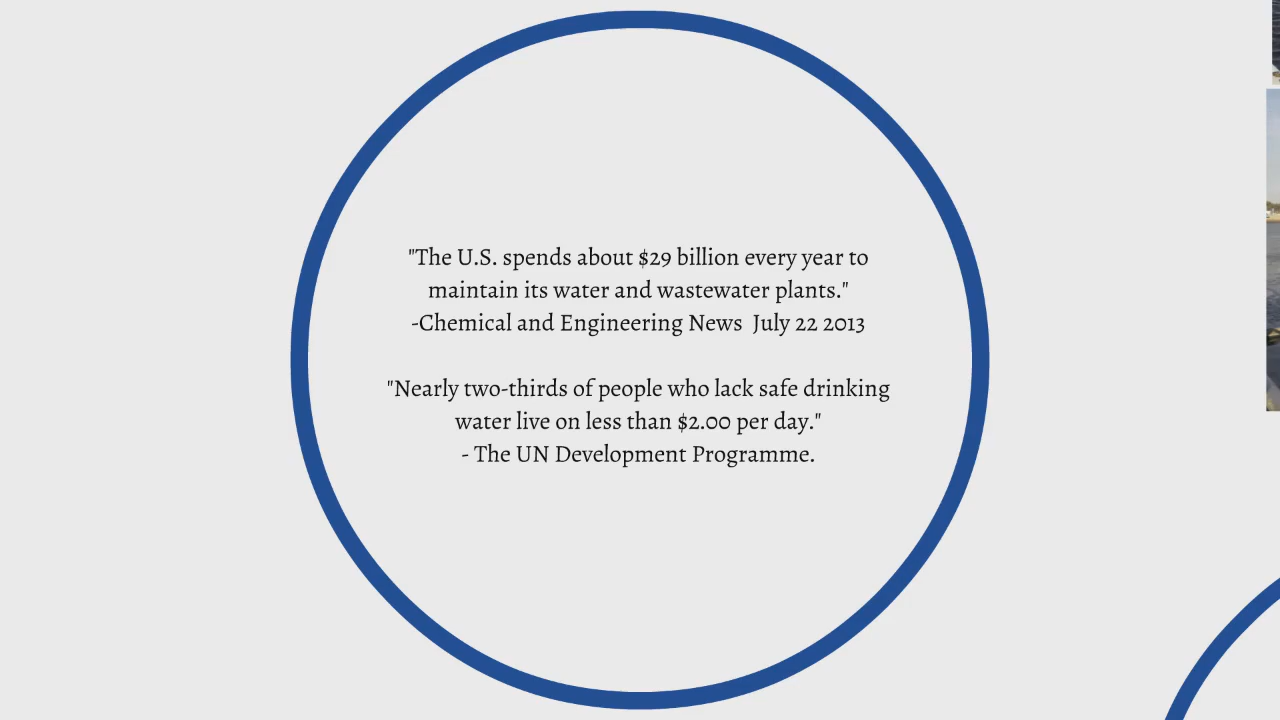 "The U.S. spends about $29 billion every year to
maintain its water and wastewater plants."
-Chemical and Engineering News  July 22 2013
"Nearly two-thirds of people who lack safe drinking
water live on less than $2.00 per day."
- The UN Development Programme.